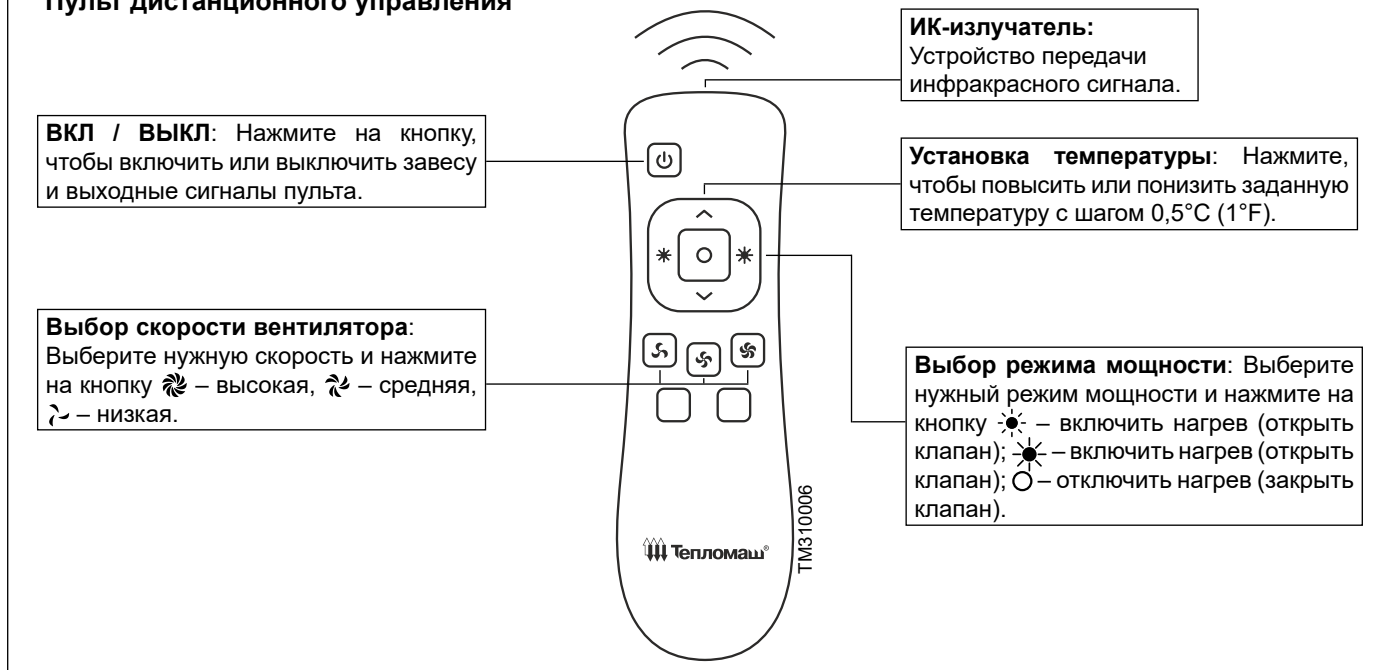 Пульт дистанционного управления
ИК-излучатель:
Устройство передачи
инфракрасного сигнала.
ВКЛ / ВЫКЛ: Нажмите на кнопку,
чтобы включить или выключить завесу
и выходные сигналы пульта.
Установка температуры: Нажмите,
чтобы повысить или понизить заданную
температуру с шагом 0,5°C (1°F).
Выбор скорости вентилятора:
Выберите нужную скорость и нажмите
на кнопку – высокая, – средняя,
– низкая.
Выбор режима мощности: Выберите
нужный режим мощности и нажмите на
кнопку – включить нагрев (открыть
клапан); – включить нагрев (открыть
клапан); – отключить нагрев (закрыть
клапан).
Тепломаш®
TM310006